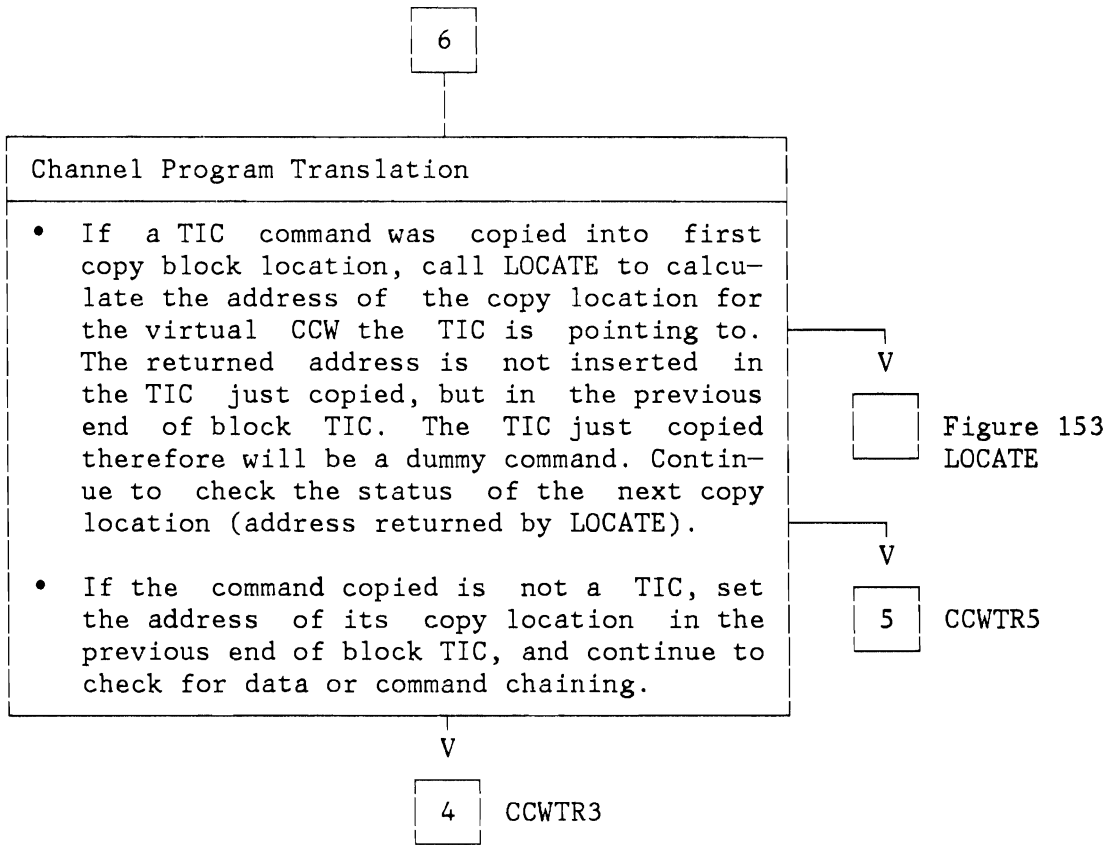 6
Channel Program Translation
• If a TIC command was copied into first
copy block location, call LOCATE to calcu-
late the address of the copy location for
the virtual CCW the TIC is pointing to.
The returned address is not inserted in
the TIC just copied, but in the previous
end of block TIC. The TIC just copied
therefore will be a dummy command. Contin-
ue to check the status of the next copy
location (address returned by LOCATE).
V
Figure 153
LOCATE
• If the command copied is not a TIC, set
the address of its copy location in the
previous end of block TIC, and continue to
check for data or command chaining.
V
5 CCWTR5
V
4 CCWTR3